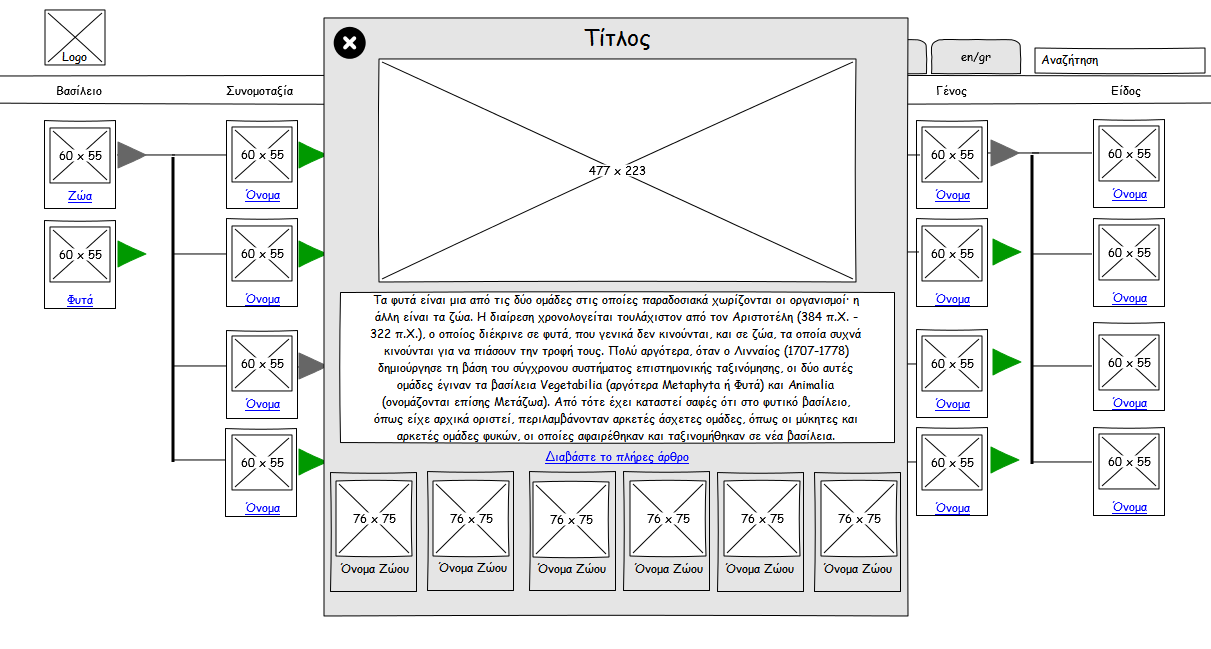 Τίτλος
Logo
en/gr
Αναζήτηση
Βασίλειο
Συνομοταξία
Γένος
Είδος
477 x 223
60 x 55
60 x 55
60 x 55
60 x 55
Ζώα
Όνομα
Όνομα
Όνομα
60 x 55
60 x 55
60 x 55
60 x 55
Φυτά
Όνομα
Όνομα
Όνομα
60 x 55
60 x 55
60 x 55
Όνομα
Όνομα
Όνομα
60 x 55
60 x 55
60 x 55
Όνομα
Όνομα
Όνομα
Τα φυτά είναι μια από τις δύο ομάδες στις οποίες παραδοσιακά χωρίζονται οι οργανισμοί· η
άλλη είναι τα ζώα. Η διαίρεση χρονολογείται τουλάχιστον από τον Αριστοτέλη (384 π.Χ. -
322 π.Χ.), ο οποίος διέκρινε σε φυτά, που γενικά δεν κινούνται, και σε ζώα, τα οποία συχνά
κινούνται για να πιάσουν την τροφή τους. Πολύ αργότερα, όταν ο Λινναίος (1707-1778)
δημιούργησε τη βάση του σύγχρονου συστήματος επιστημονικής ταξινόμησης, οι δύο αυτές
ομάδες έγιναν τα βασίλεια Vegetabilia (αργότερα Metaphyta ή Φυτά) και Animalia
(ονομάζονται επίσης Μετάζωα). Από τότε έχει καταστεί σαφές ότι στο φυτικό βασίλειο,
όπως είχε αρχικά οριστεί, περιλαμβάνονταν αρκετές άσχετες ομάδες, όπως οι μύκητες και
αρκετές ομάδες φυκών, οι οποίες αφαιρέθηκαν και ταξινομήθηκαν σε νέα βασίλεια.
Διαβάστε το πλήρες άρθρο
76 x 75
76 x 75
76 x 75
76 x 75
76 x 75
76 x 75
Όνομα Ζώου
Όνομα Ζώου
Όνομα Ζώου
Όνομα Ζώου
Όνομα Ζώου
Όνομα Ζώου